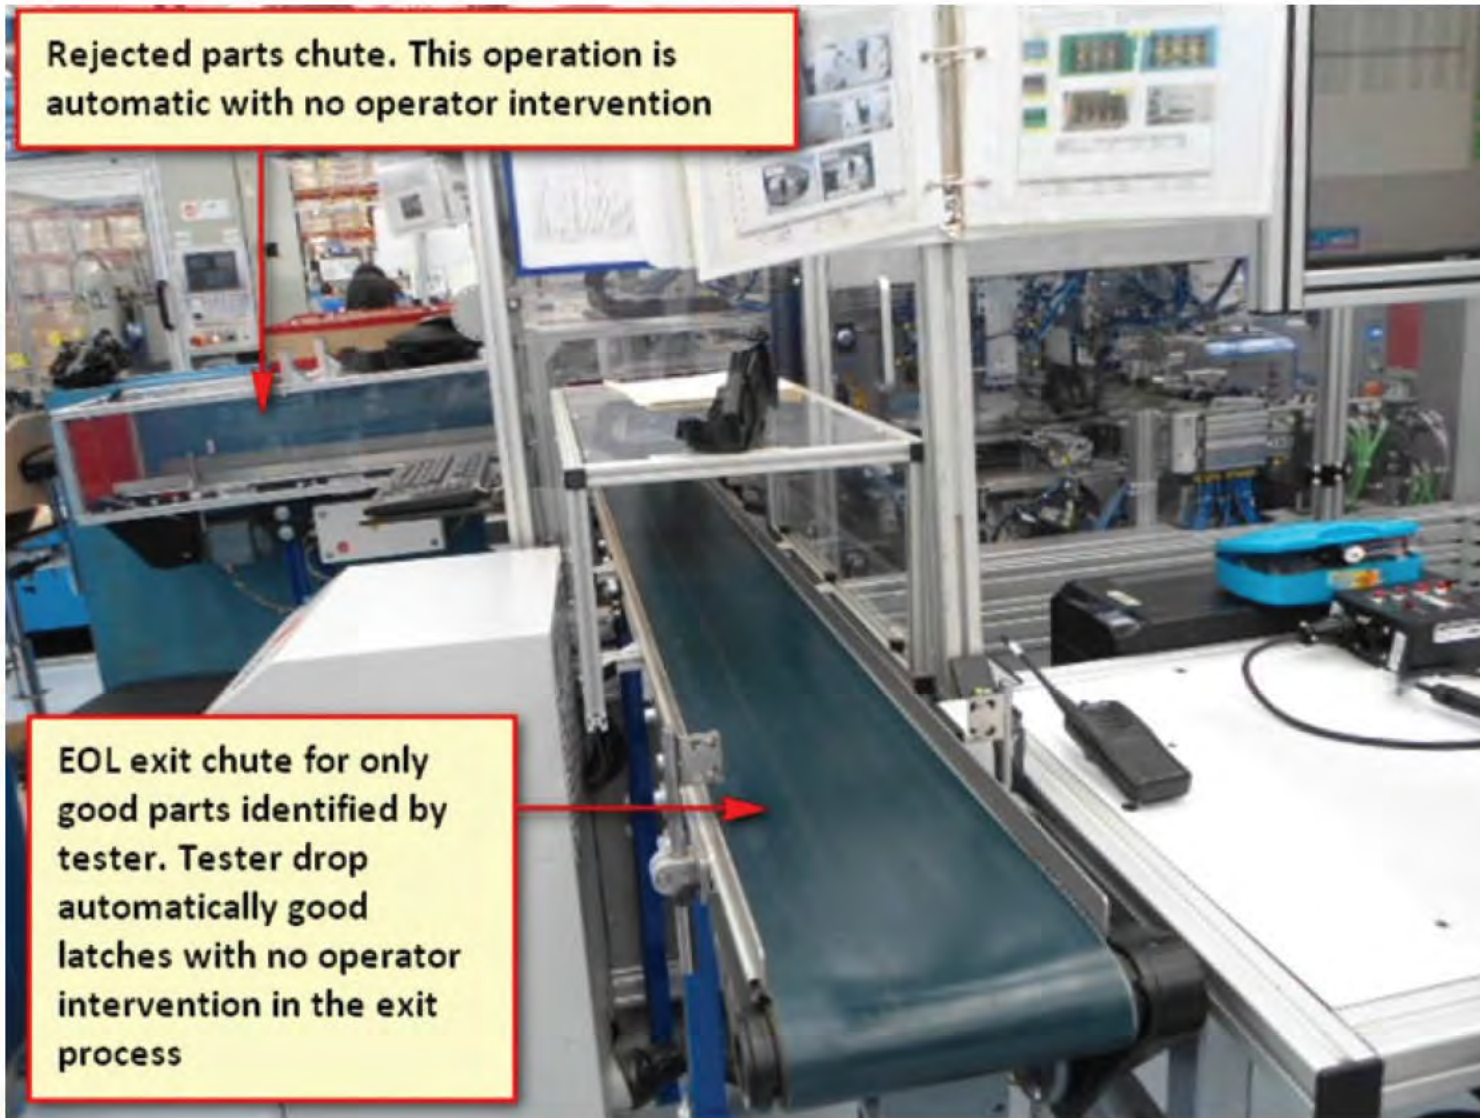 Rejected parts chute. This operation is
automatic with no operator intervention
EOL exit chute for only
good parts identified by
tester. Tester drop
automatically good
latches with no operator
intervention in the exit
process